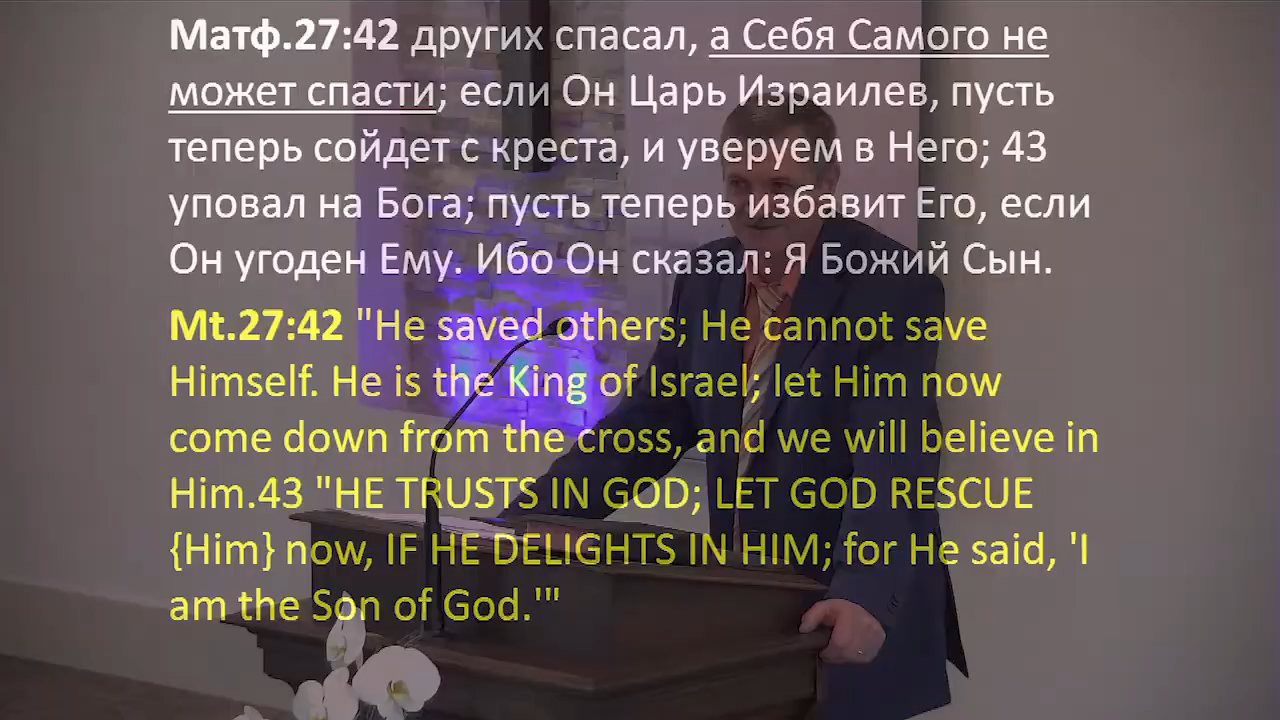 Матф.27:42 других спасал, а Себя Самого не
может спасти; если Он Царь Израилев, пусть
теперь сойдет с креста, и уверуем в Него; 43
уповал на Бога; пусть теперь избавит Его, если
Он угоден Ему. Ибо Он сказал: Я Божий Сын.
Mt.27:42 "He saved others; He cannot save
Himself. He is the King of Israel; let Him now
come down from the cross, and we will believe in
Him.43 "HE TRUSTS IN GOD; LET GOD RESCUE
{Him} now, IF HE DELIGHTS IN HIM; for He said, 'I
am the Son of God.'"